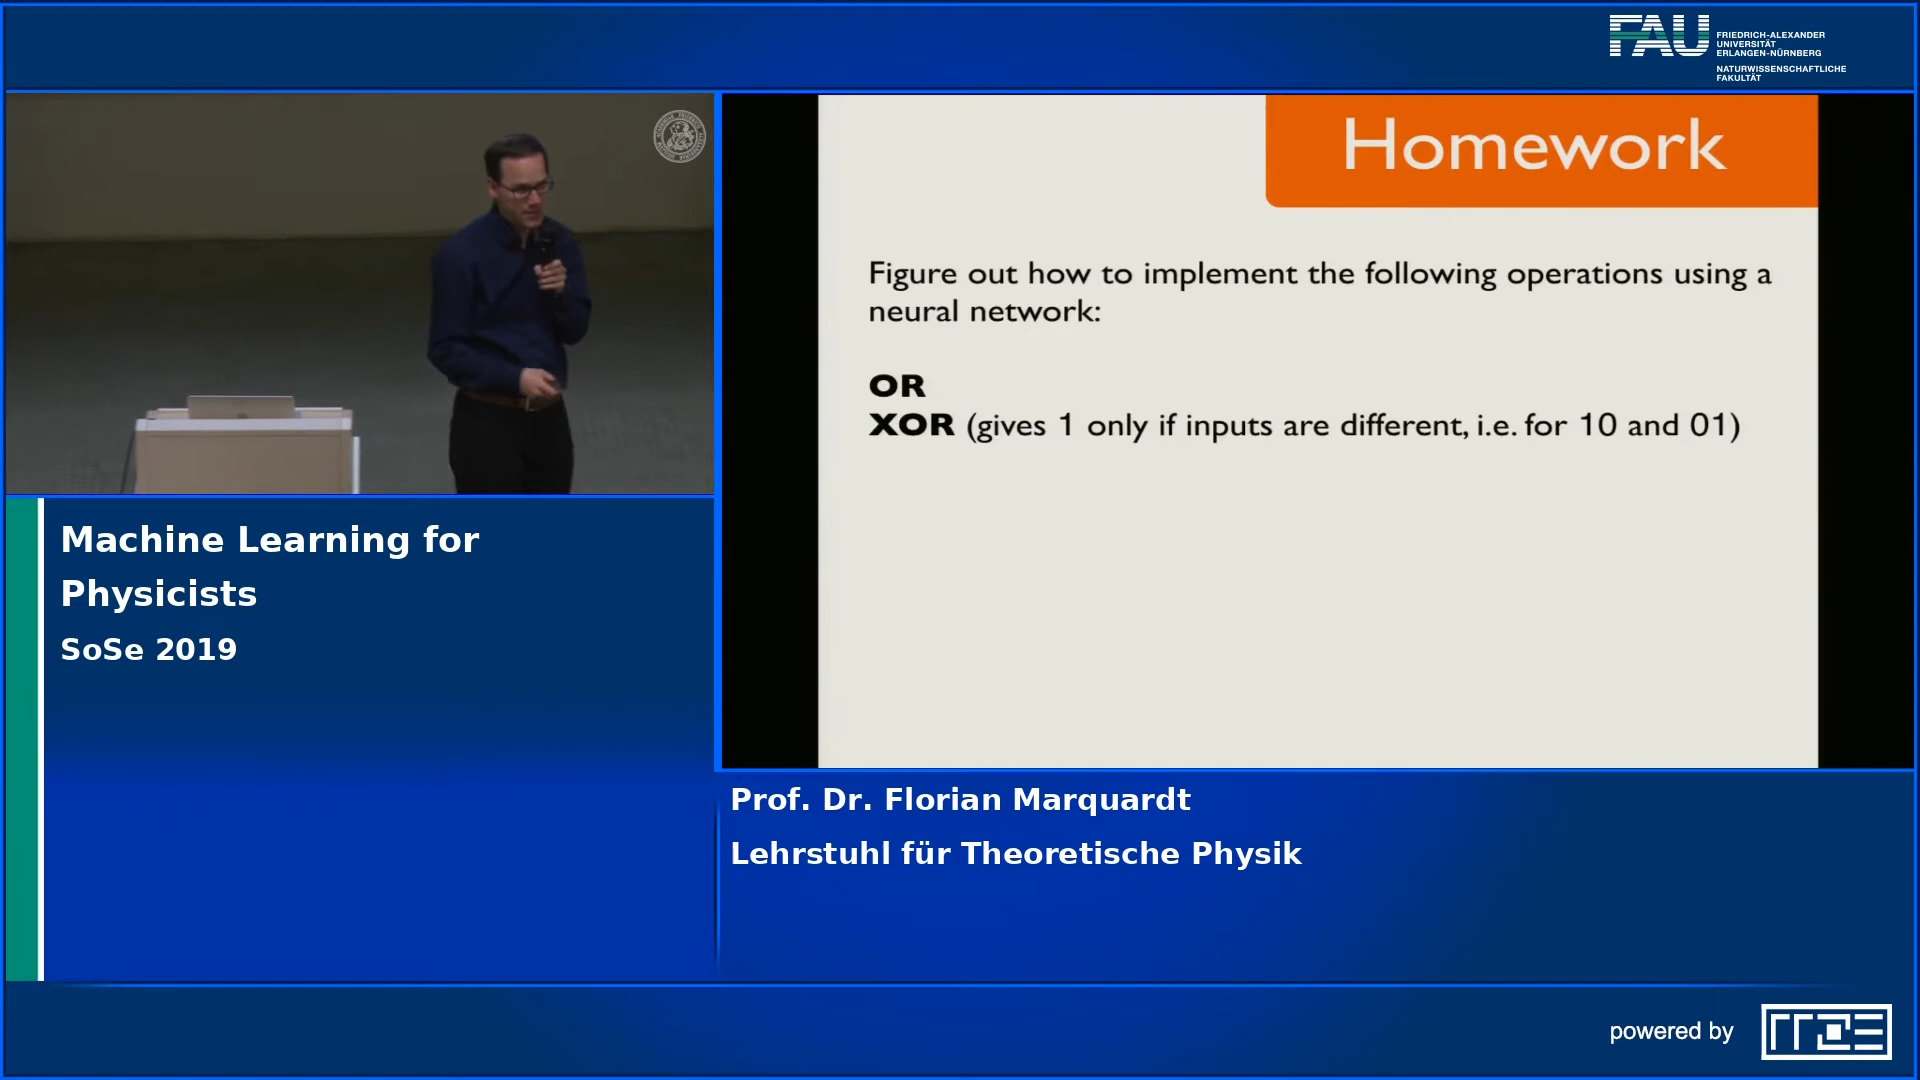 FAU
FRIEDRICH-ALEXANDER
UNIVERSITÄT
ERLANGEN-NÜRNBERG
NATURWISSENSCHAFTLICHE
FAKULTÄT
Homework
Figure out how to implement the following operations using a
neural network:
OR
XOR (gives 1 only if inputs are different, i.e. for 10 and 01)
Machine Learning for
Physicists
SoSe 2019
Prof. Dr. Florian Marquardt
Lehrstuhl für Theoretische Physik
powered by